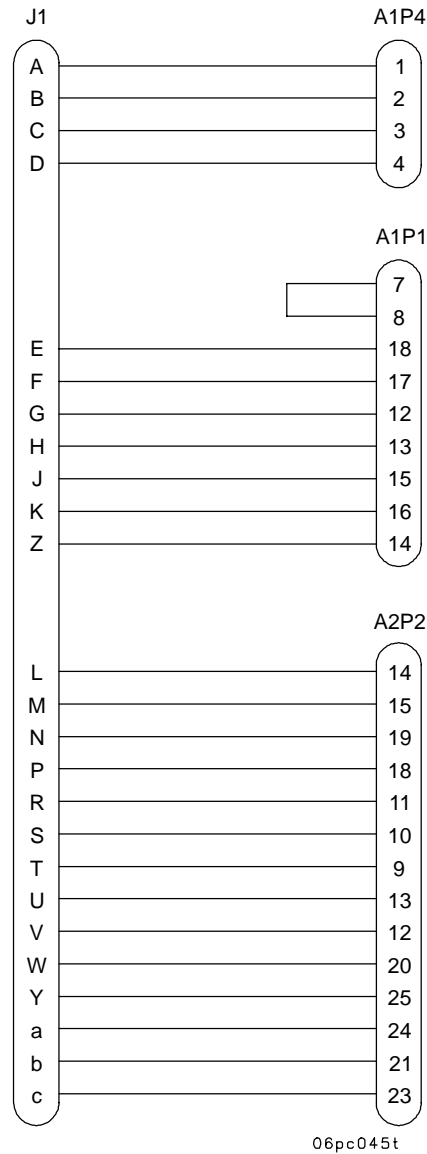 J1 A1P4
A 1
B 2
C 3
D 4
A1P1
7
8
E 18
F 17
G 12
H 13
J 15
K 16
Z 14
A2P2
L 14
M 15
N 19
P 18
R 11
S 10
T 9
U 13
V 12
W 20
Y 25
a 24
b 21
c 23
06pc045t